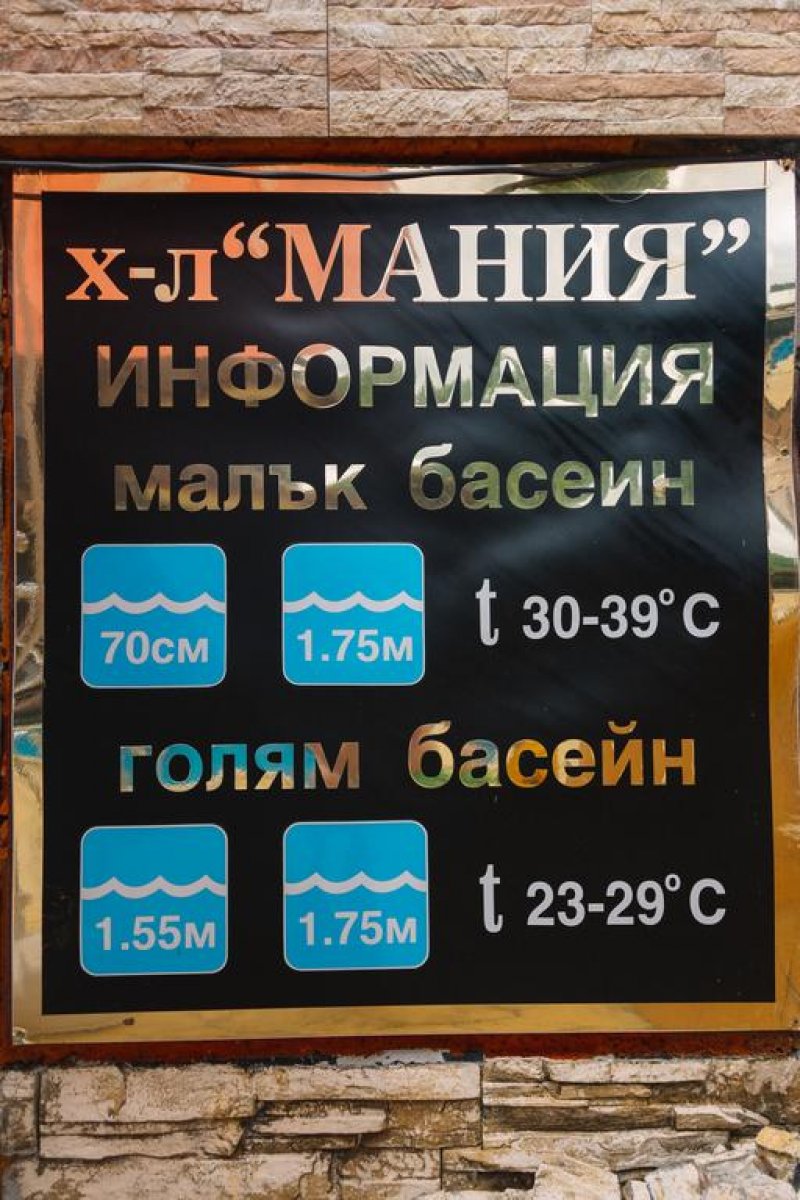 х-л “МАНИЯ”
ИНФОРМАЦИЯ
малък басеин
70см 1.75м t 30-39°C
голям басейн
1.55м 1.75м t 23-29°C